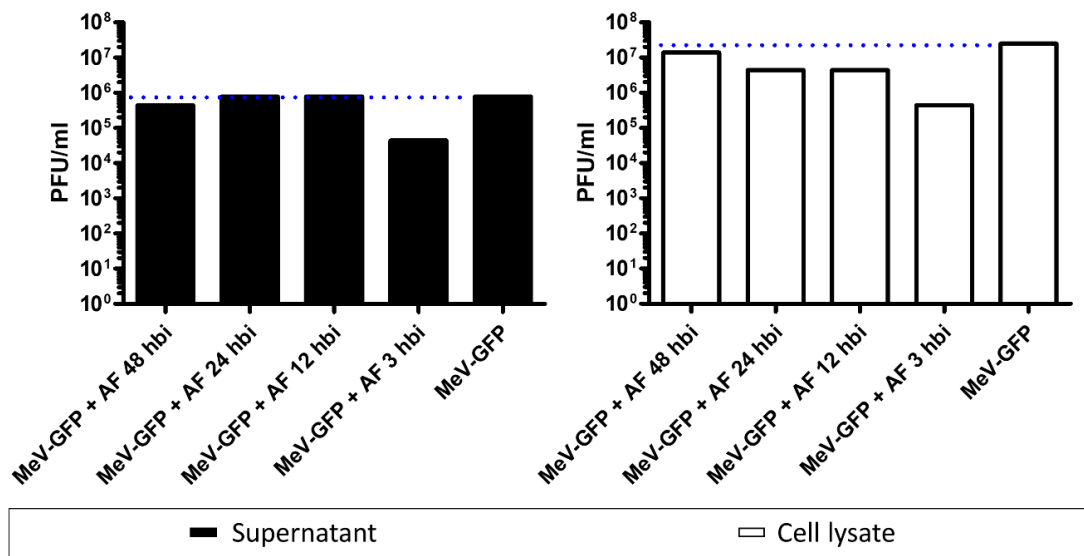 PFU/ml
10⁸
10⁷
10⁶
10⁵
10⁴
10³
10²
10¹
10⁰
MeV-GFP + AF 48 hbi
MeV-GFP + AF 24 hbi
MeV-GFP + AF 12 hbi
MeV-GFP + AF 3 hbi
MeV-GFP
PFU/ml
10⁸
10⁷
10⁶
10⁵
10⁴
10³
10²
10¹
10⁰
MeV-GFP + AF 48 hbi
MeV-GFP + AF 24 hbi
MeV-GFP + AF 12 hbi
MeV-GFP + AF 3 hbi
MeV-GFP
Supernatant
Cell lysate